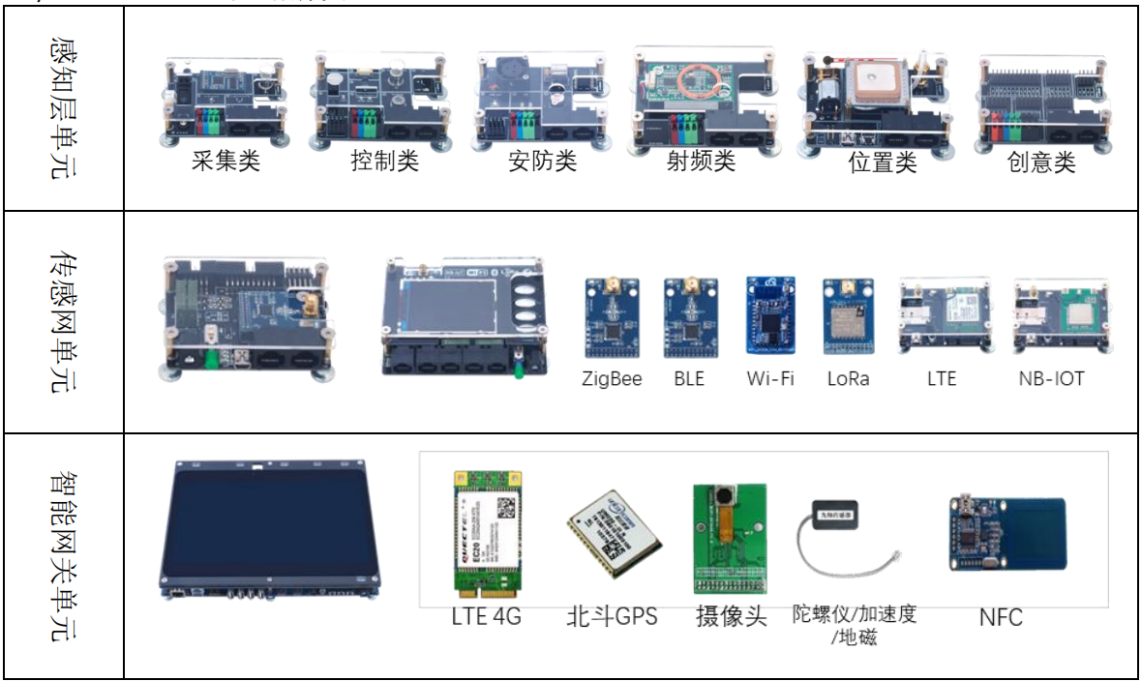 感知层单元
采集类
控制类
安防类
射频类
位置类
创意类
传感网单元
ZigBee
BLE
Wi-Fi
LoRa
LTE
NB-IOT
智能网关单元
QUECTEL
EC20
LTE 4G
北斗GPS
摄像头
陀螺仪/加速度
/地磁
NFC